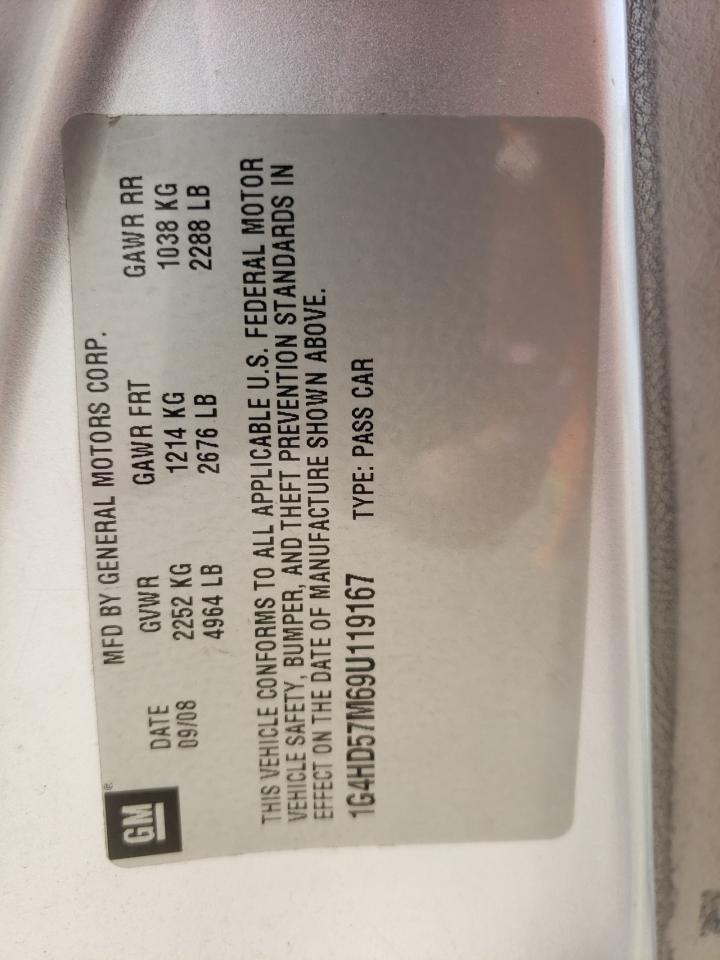 GM®
MFD BY GENERAL MOTORS CORP.
DATE GVWR GAWR FRT GAWR RR
09/08 2252 KG 1214 KG 1038 KG
4964 LB 2676 LB 2288 LB
THIS VEHICLE CONFORMS TO ALL APPLICABLE U.S. FEDERAL MOTOR
VEHICLE SAFETY, BUMPER, AND THEFT PREVENTION STANDARDS IN
EFFECT ON THE DATE OF MANUFACTURE SHOWN ABOVE.
1G4HD57M69U119167 TYPE: PASS CAR